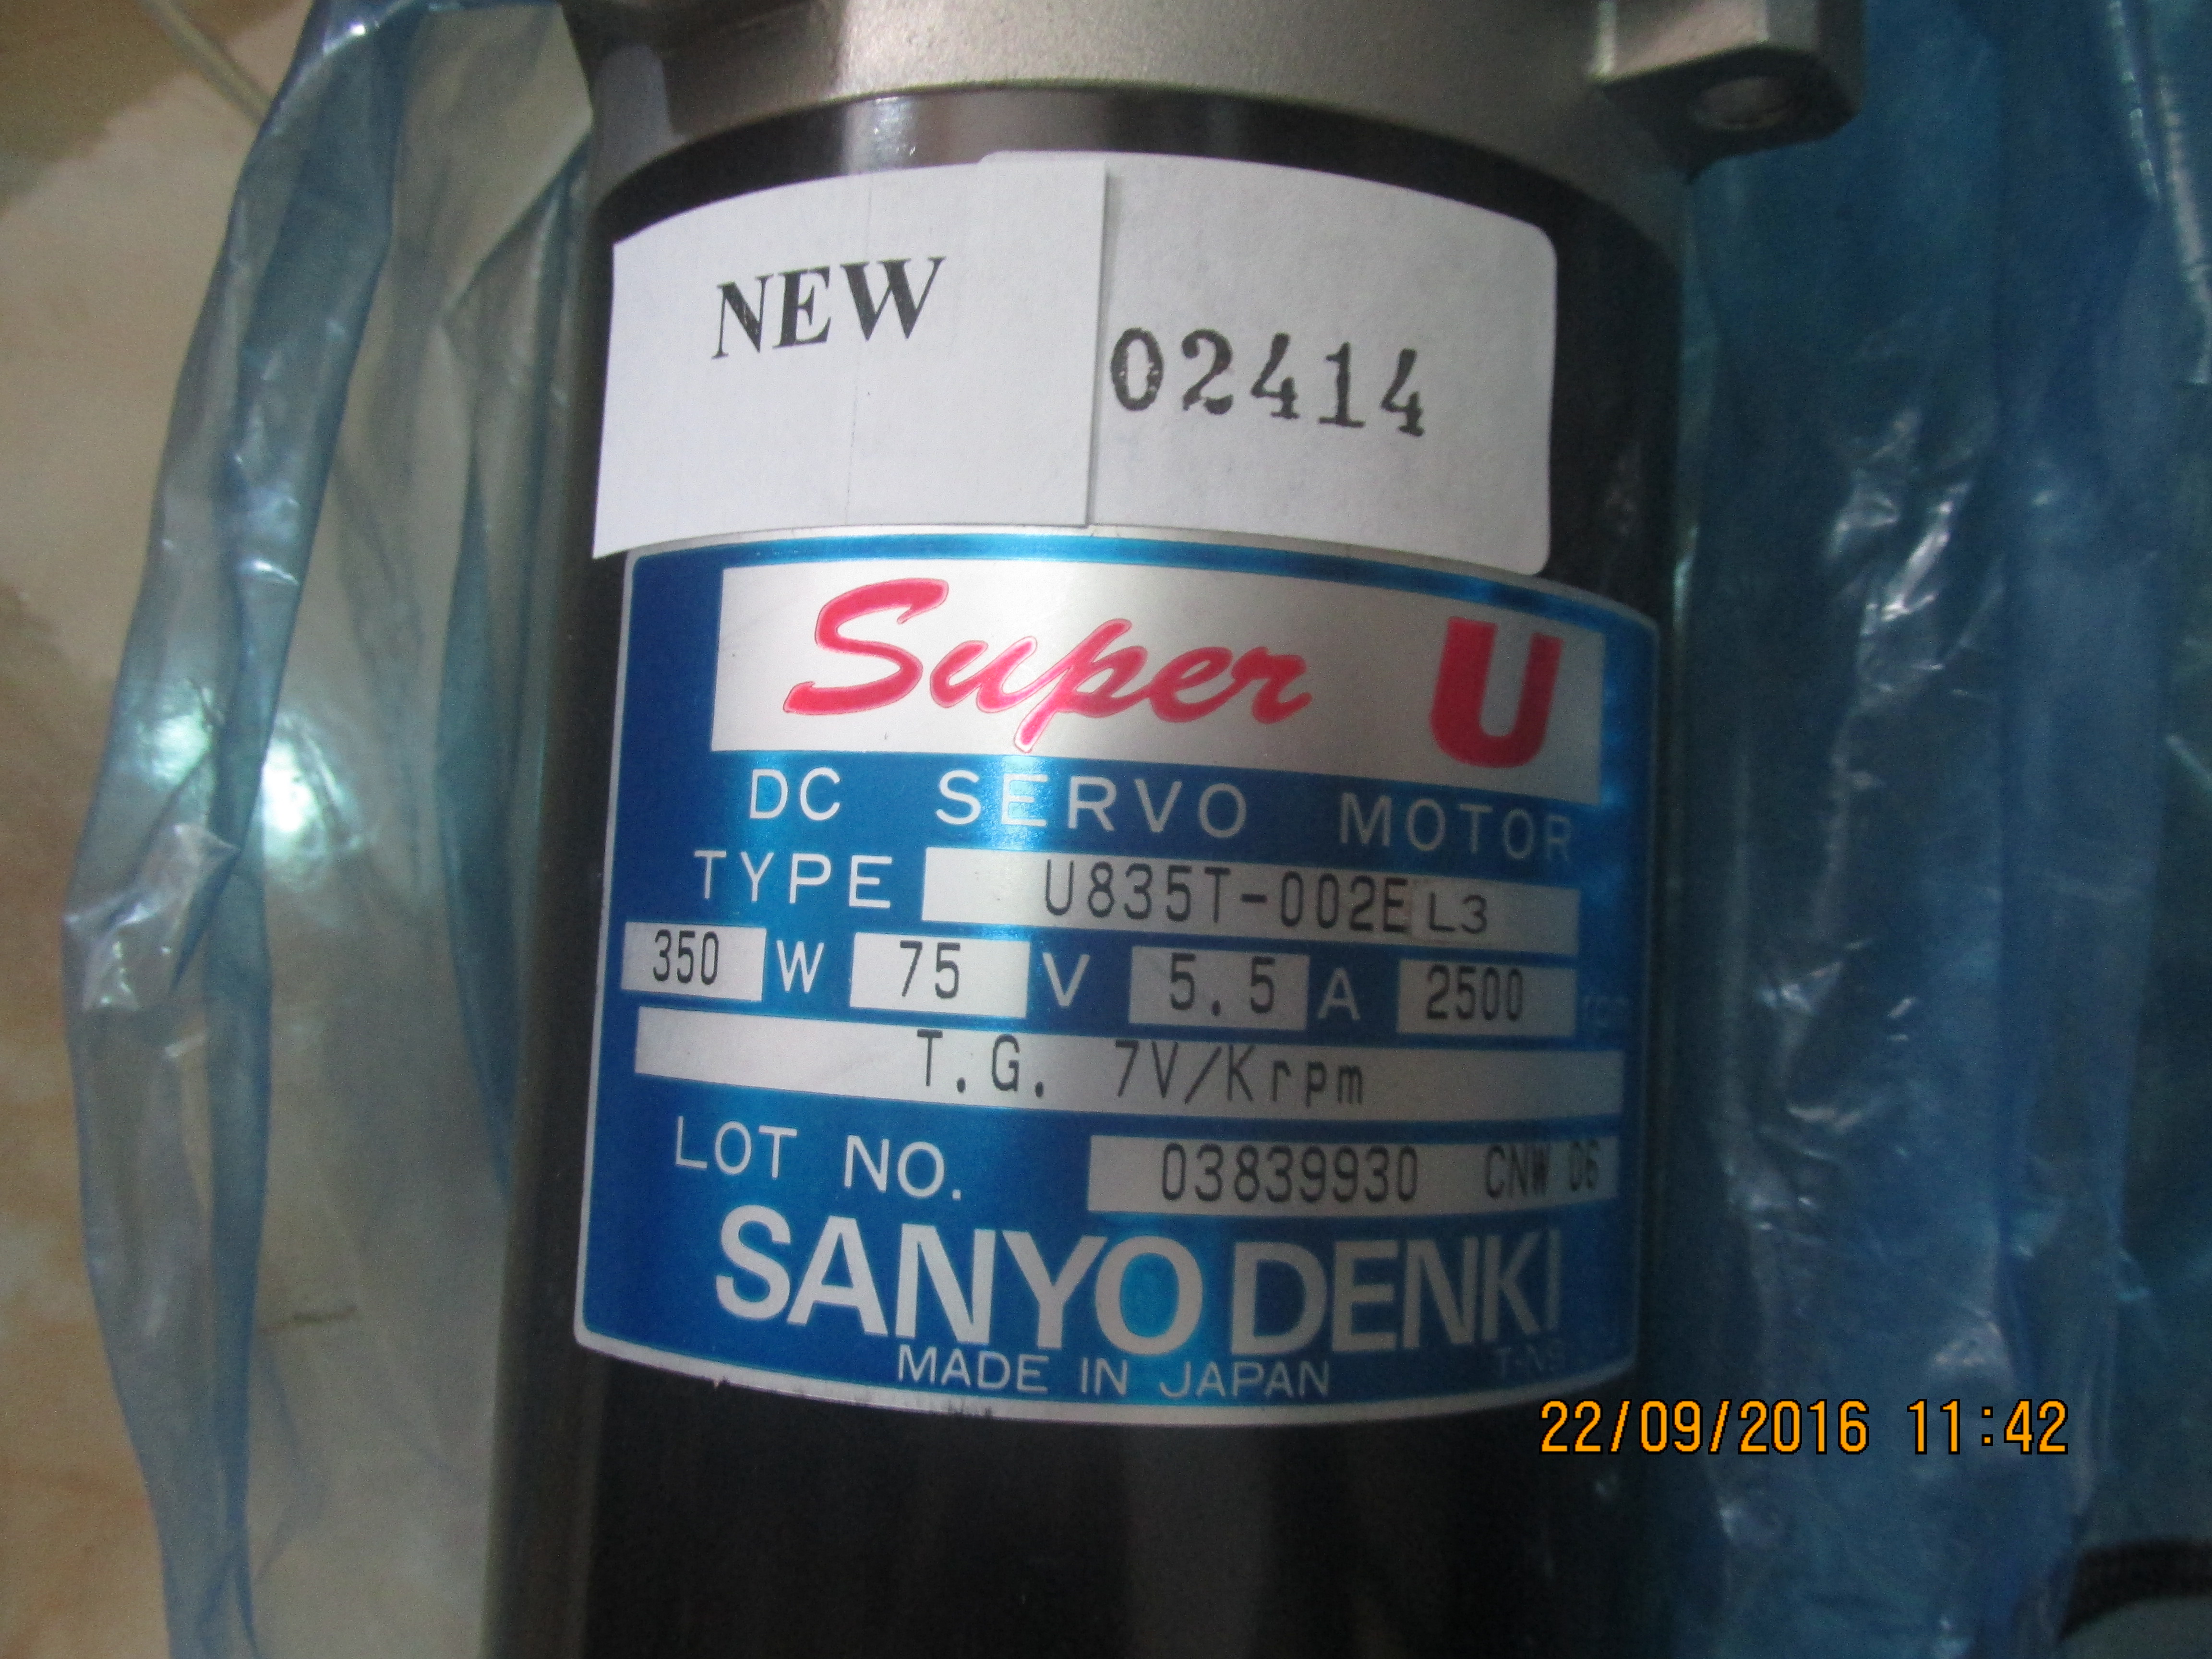 NEW
02414
Super U
DC SERVO MOTOR
TYPE U835T-002E L3
350 W 75 V 5.5 A 2500 rpm
T.G. 7V/Krpm
LOT NO. 03839930 CNW 06
SANYO DENKI
MADE IN JAPAN
22/09/2016 11:42